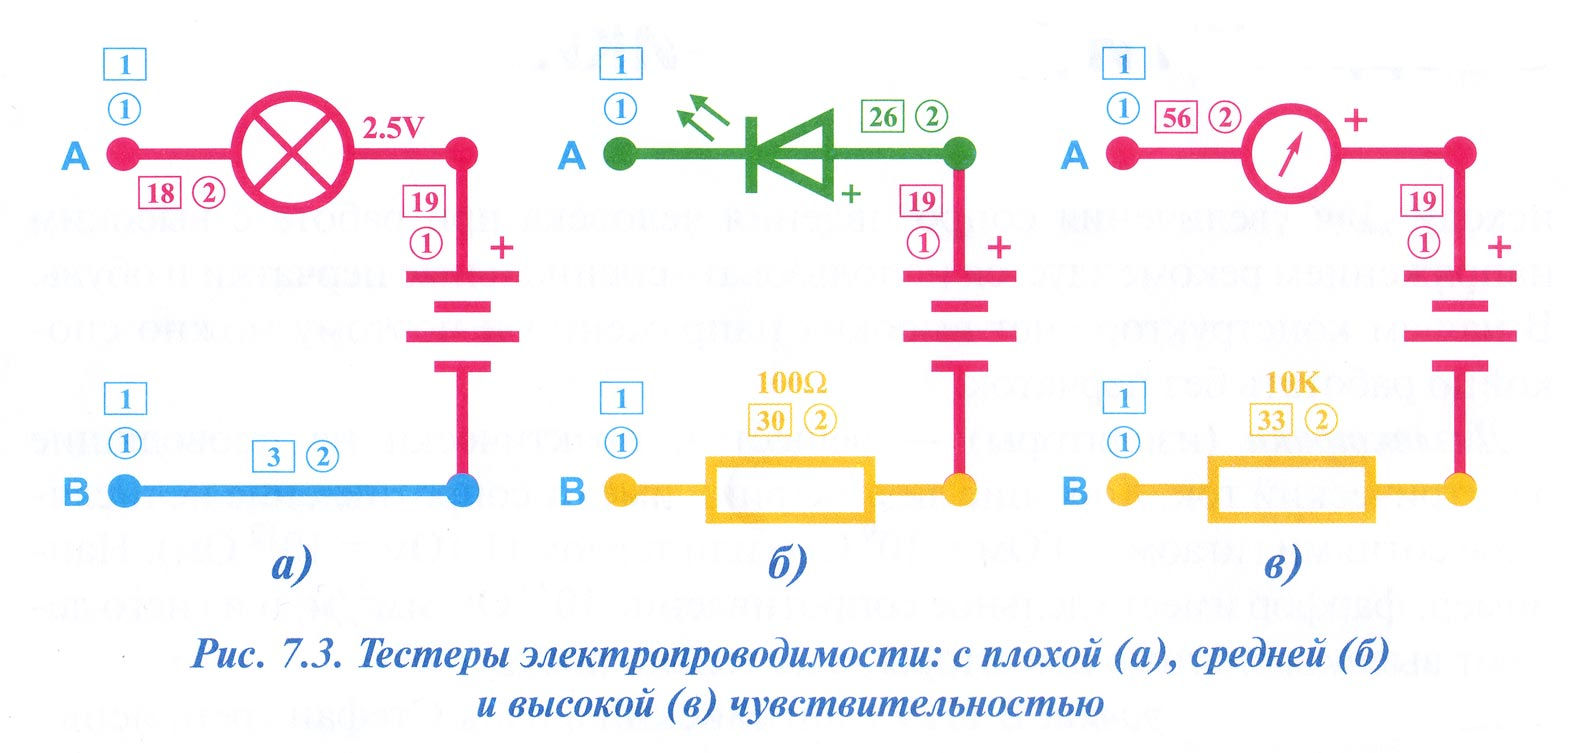 1 1 1
1 1 1
A 18 2 2.5V A 26 2 + A 56 2 +
19 19 19
1 + 1 + 1 +
100Ω 10K
1 1 30 2 1 33 2
1 1 1
B 3 2 B B
а) б) в)
Рис. 7.3. Тестеры электропроводимости: с плохой (а), средней (б)
и высокой (в) чувствительностью